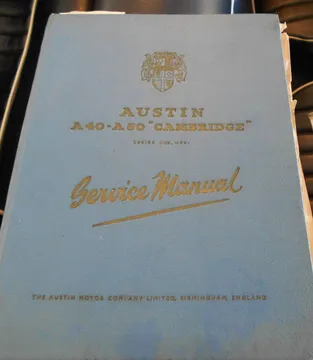 AUSTIN
A40-A50 "CAMBRIDGE"
Service Manual
THE AUSTIN MOTOR COMPANY LIMITED, BIRMINGHAM, ENGLAND